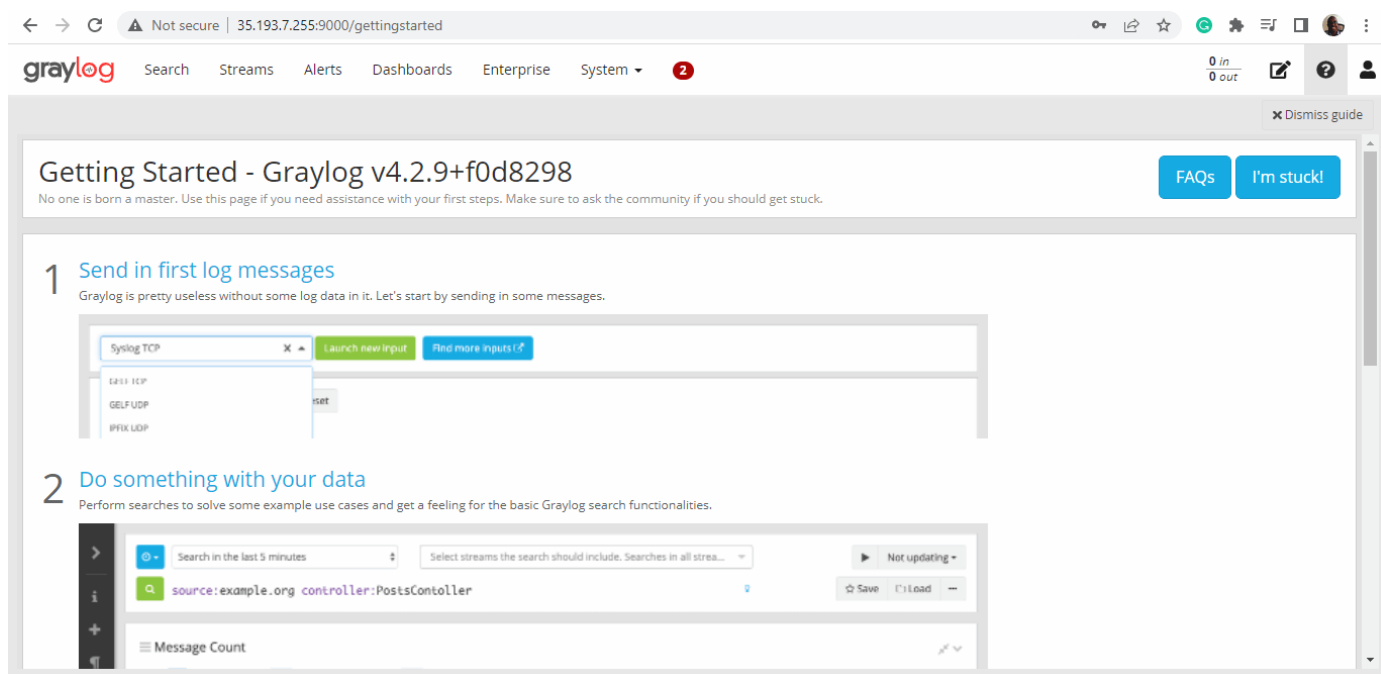 Not secure | 35.193.7.255:9000/gettingstarted
graylog Search Streams Alerts Dashboards Enterprise System 2 0 in
0 out
Dismiss guide
Getting Started - Graylog v4.2.9+f0d8298
FAQs I'm stuck!
No one is born a master. Use this page if you need assistance with your first steps. Make sure to ask the community if you should get stuck.
1 Send in first log messages
Graylog is pretty useless without some log data in it. Let's start by sending in some messages.
Syslog TCP X Launch new input Find more inputs
GELF TCP
GELF UDP
IPFIX UDP
2 Do something with your data
Perform searches to solve some example use cases and get a feeling for the basic Graylog search functionalities.
Search in the last 5 minutes Select streams the search should include. Searches in all strea... Not updating
source:example.org controller:PostsContoller Save Load
Message Count